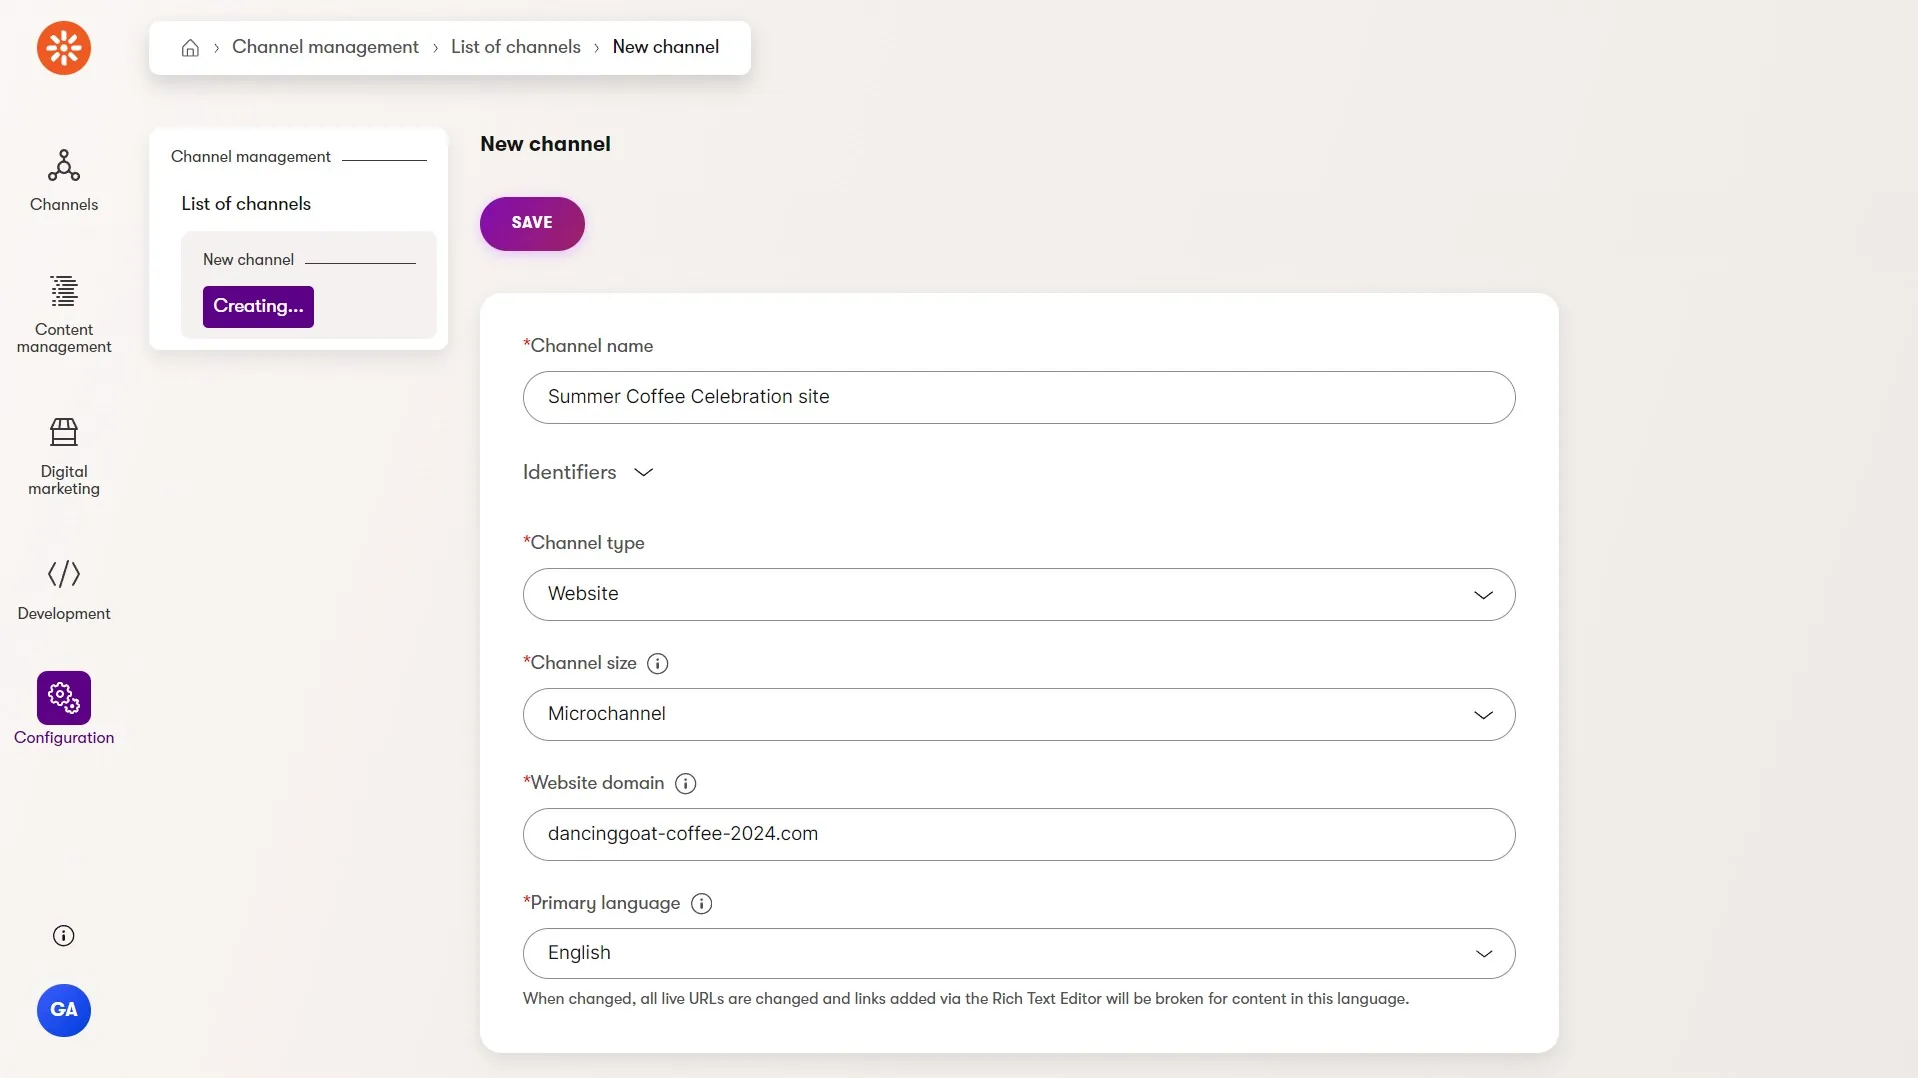 Channel management
List of channels
New channel
Channels
Content
management
Digital
marketing
Development
Configuration
GA
Channel management
List of channels
New channel
Creating...
New channel
SAVE
*Channel name
Summer Coffee Celebration site
Identifiers
*Channel type
Website
*Channel size
Microchannel
*Website domain
dancinggoat-coffee-2024.com
*Primary language
English
When changed, all live URLs are changed and links added via the Rich Text Editor will be broken for content in this language.